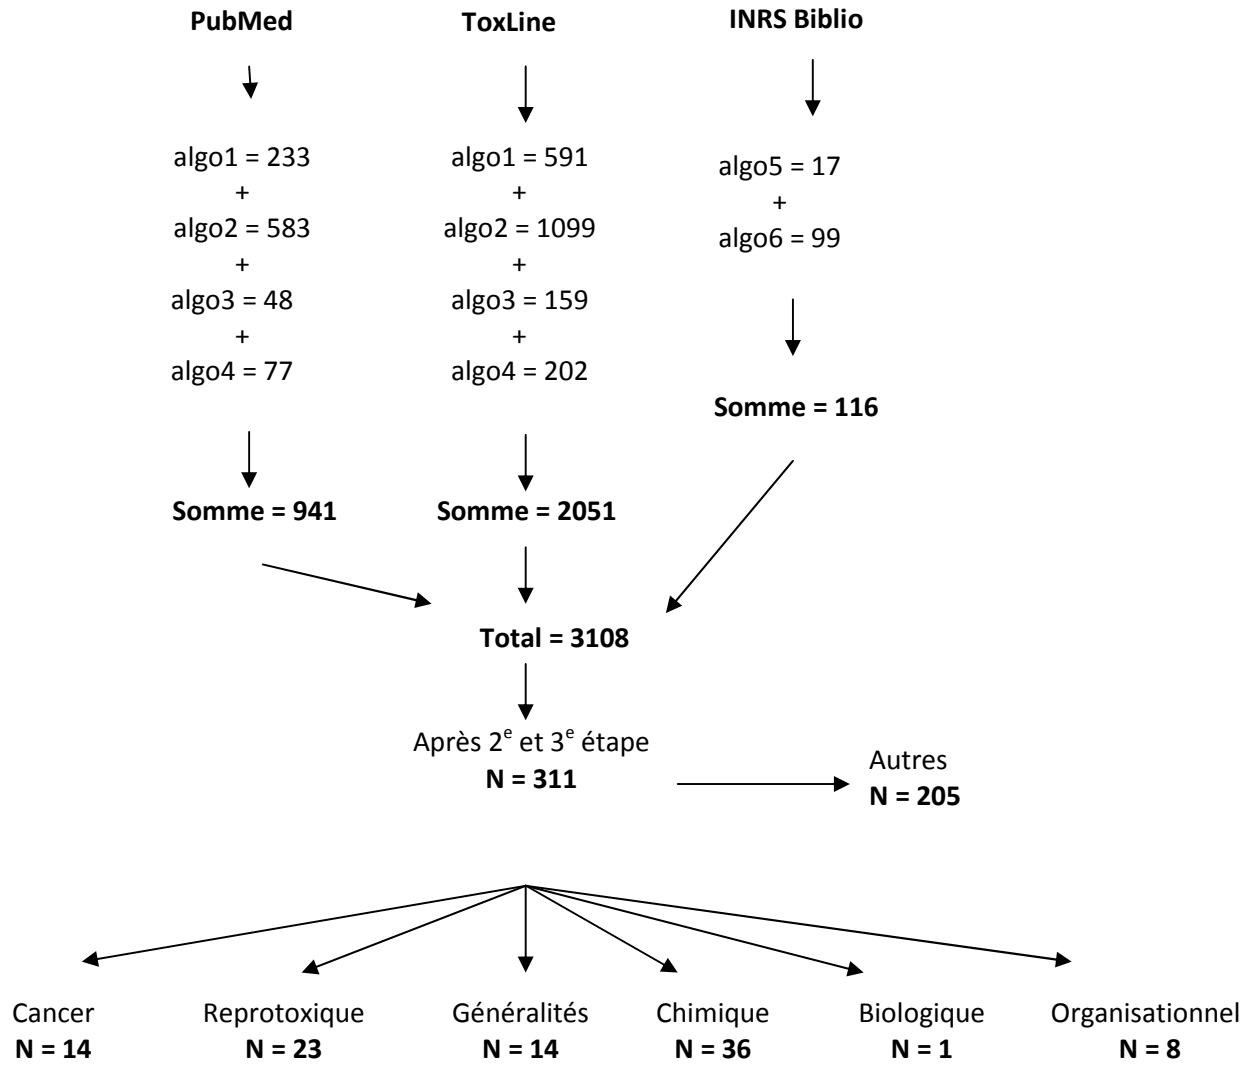 PubMed
ToxLine
INRS Biblio
algo1 = 233
+
algo2 = 583
+
algo3 = 48
+
algo4 = 77
algo1 = 591
+
algo2 = 1099
+
algo3 = 159
+
algo4 = 202
algo5 = 17
+
algo6 = 99
Somme = 116
Somme = 941
Somme = 2051
Total = 3108
Après 2e et 3e étape
N = 311
Autres
N = 205
Cancer
N = 14
Reprotoxique
N = 23
Généralités
N = 14
Chimique
N = 36
Biologique
N = 1
Organisationnel
N = 8